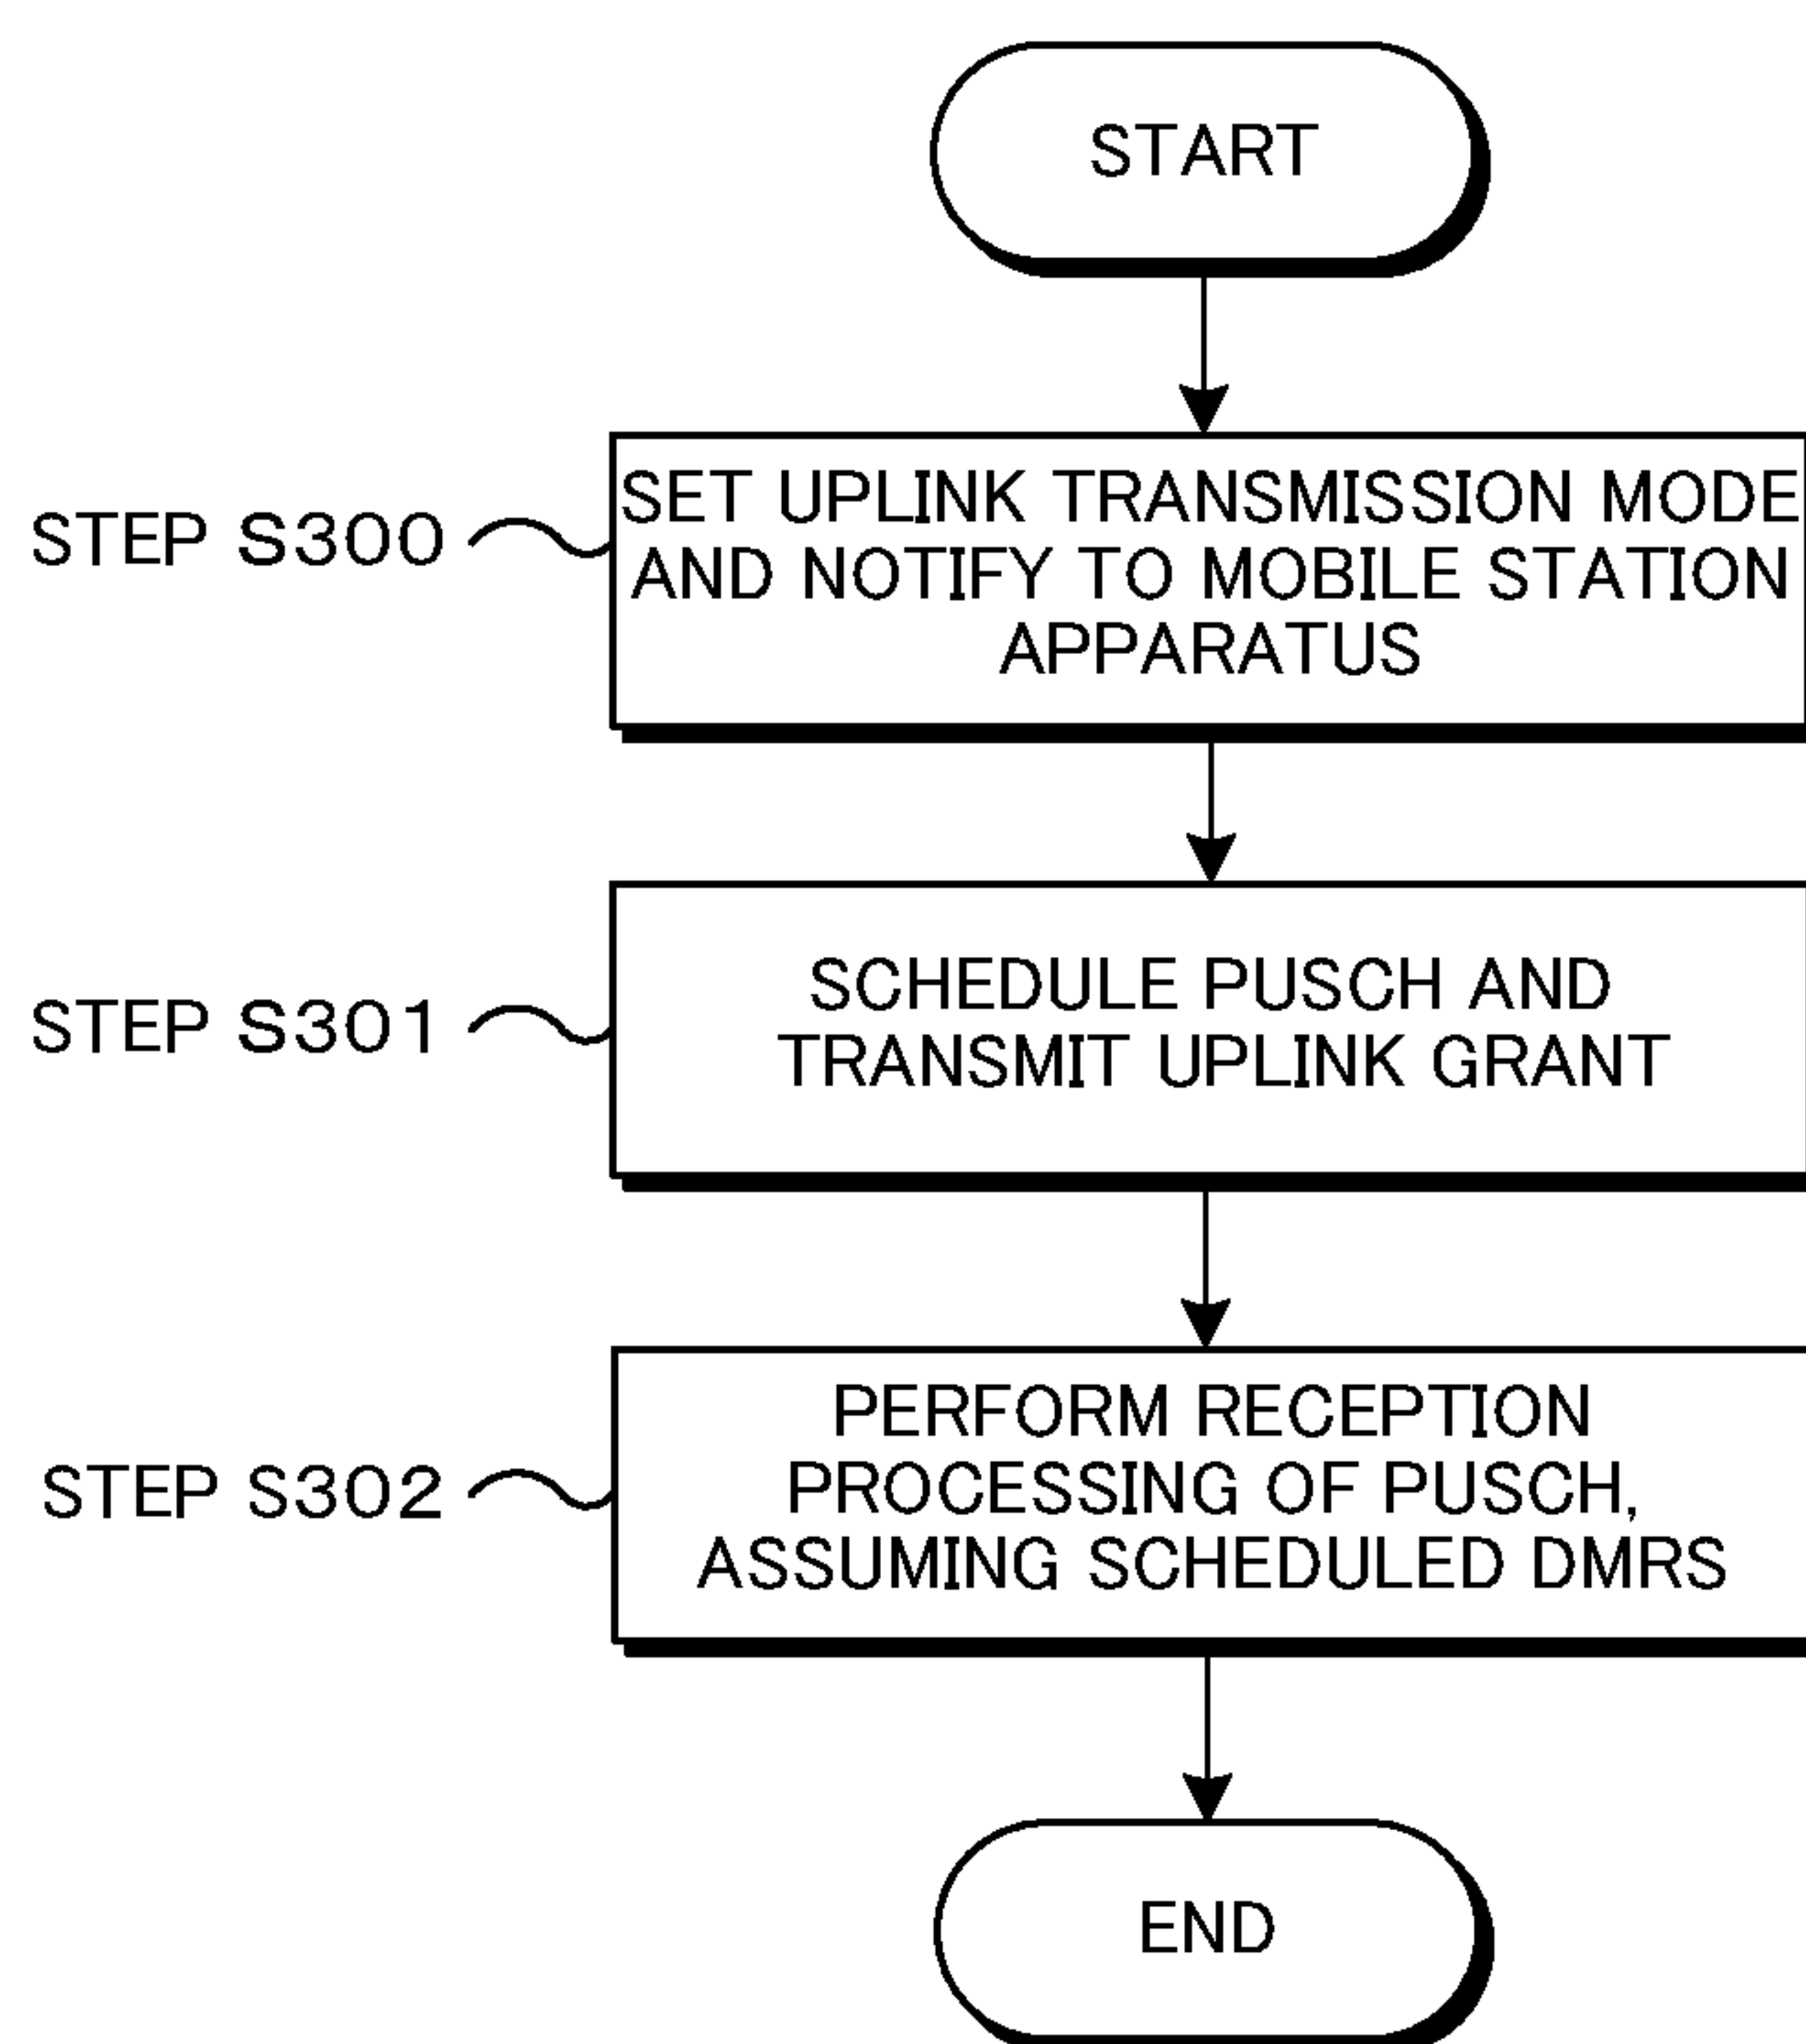 START
STEP S300
SET UPLINK TRANSMISSION MODE
AND NOTIFY TO MOBILE STATION
APPARATUS
STEP S301
SCHEDULE PUSCH AND
TRANSMIT UPLINK GRANT
STEP S302
PERFORM RECEPTION
PROCESSING OF PUSCH,
ASSUMING SCHEDULED DMRS
END